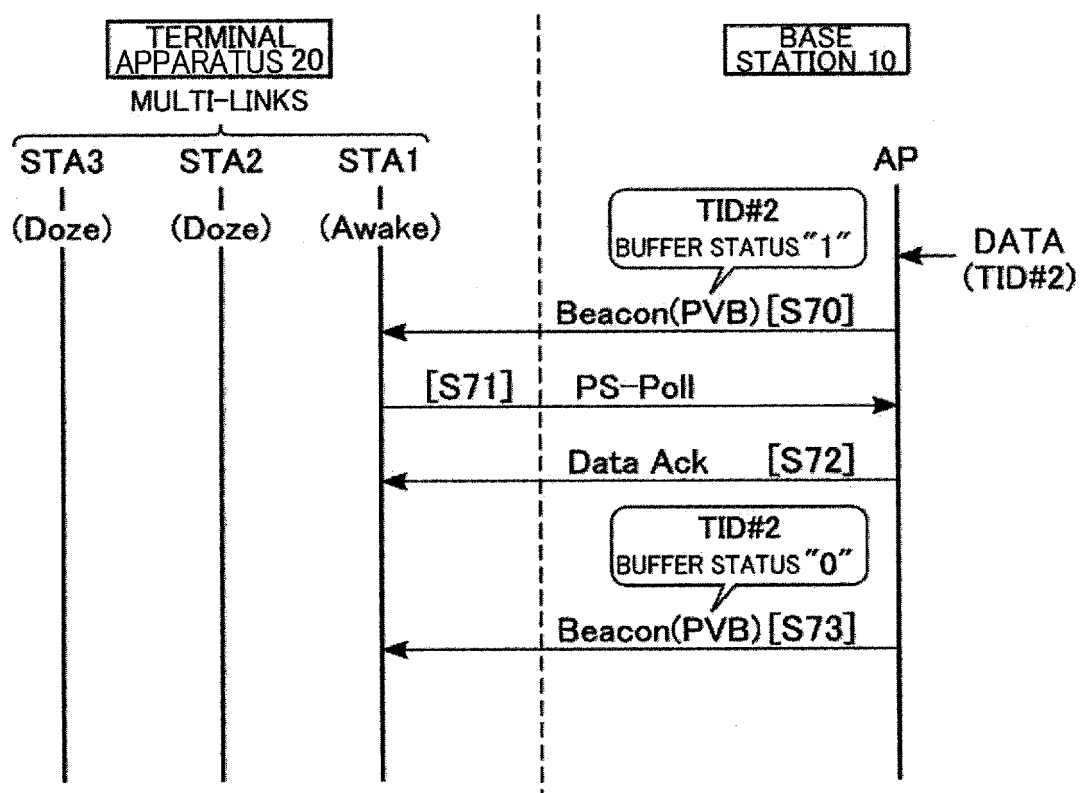 TERMINAL
APPARATUS 20
BASE
STATION 10
MULTI-LINKS
STA3
STA2
STA1
AP
(Doze)
(Doze)
(Awake)
TID#2
BUFFER STATUS "1"
DATA
(TID#2)
Beacon(PVB) [S70]
[S71] PS-Poll
Data Ack [S72]
TID#2
BUFFER STATUS "0"
Beacon(PVB) [S73]